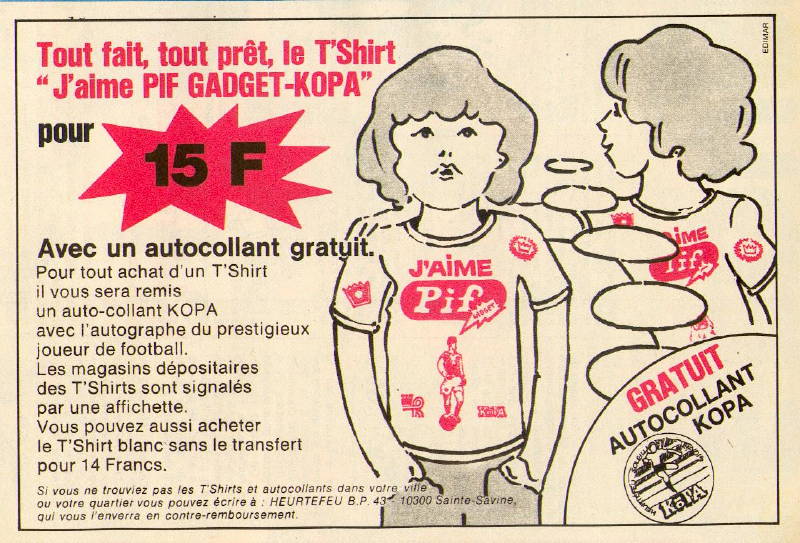 Tout fait, tout prêt, le T'Shirt
"J'aime PIF GADGET-KOPA"
pour
15 F
Avec un autocollant gratuit.
Pour tout achat d'un T'Shirt
il vous sera remis
un auto-collant KOPA
avec l'autographe du prestigieux
joueur de football.
Les magasins dépositaires
des T'Shirts sont signalés
par une affichette.
Vous pouvez aussi acheter
le T'Shirt blanc sans le transfert
pour 14 Francs.
Si vous ne trouviez pas les T'Shirts et autocollants dans votre ville
ou votre quartier vous pouvez écrire à : HEURTEFEU B.P. 43 - 10300 Sainte-Savine,
qui vous l'enverra en contre-remboursement.
EDIMAR
J'AIME
Pif
GADGET
KOPA
AIME
Pif
GRATUIT
AUTOCOLLANT
KOPA
HEURTEFEU
KOPA